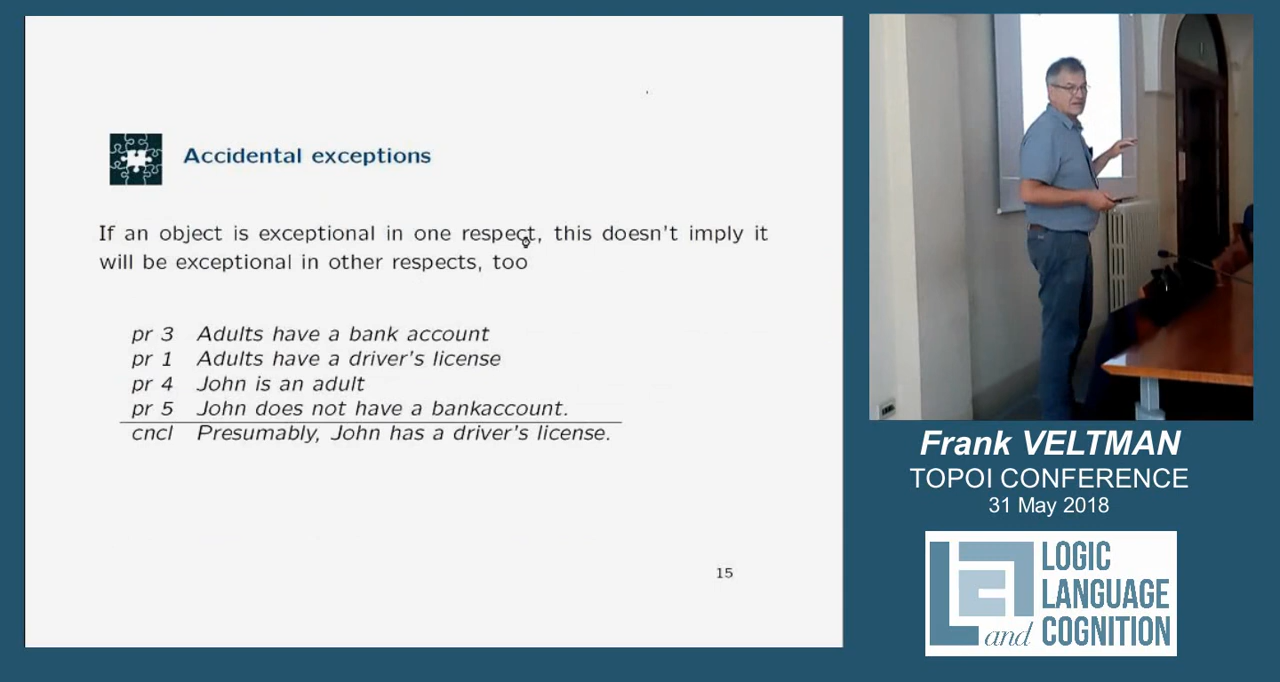 Accidental exceptions
If an object is exceptional in one respect, this doesn't imply it
will be exceptional in other respects, too
pr 3 Adults have a bank account
pr 1 Adults have a driver's license
pr 4 John is an adult
pr 5 John does not have a bankaccount.
cncl Presumably, John has a driver's license.
15
Frank VELTMAN
TOPOI CONFERENCE
31 May 2018
LOGIC
LANGUAGE
and COGNITION